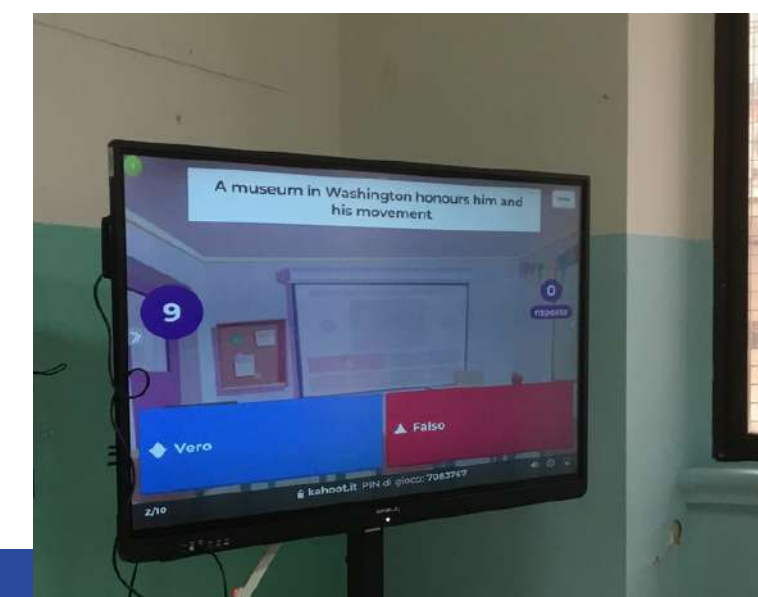 A museum in Washington honours him and
his movement
9
0
risposte
Vero
Falso
kahoot.it PIN di gioco: 7083767
2/10